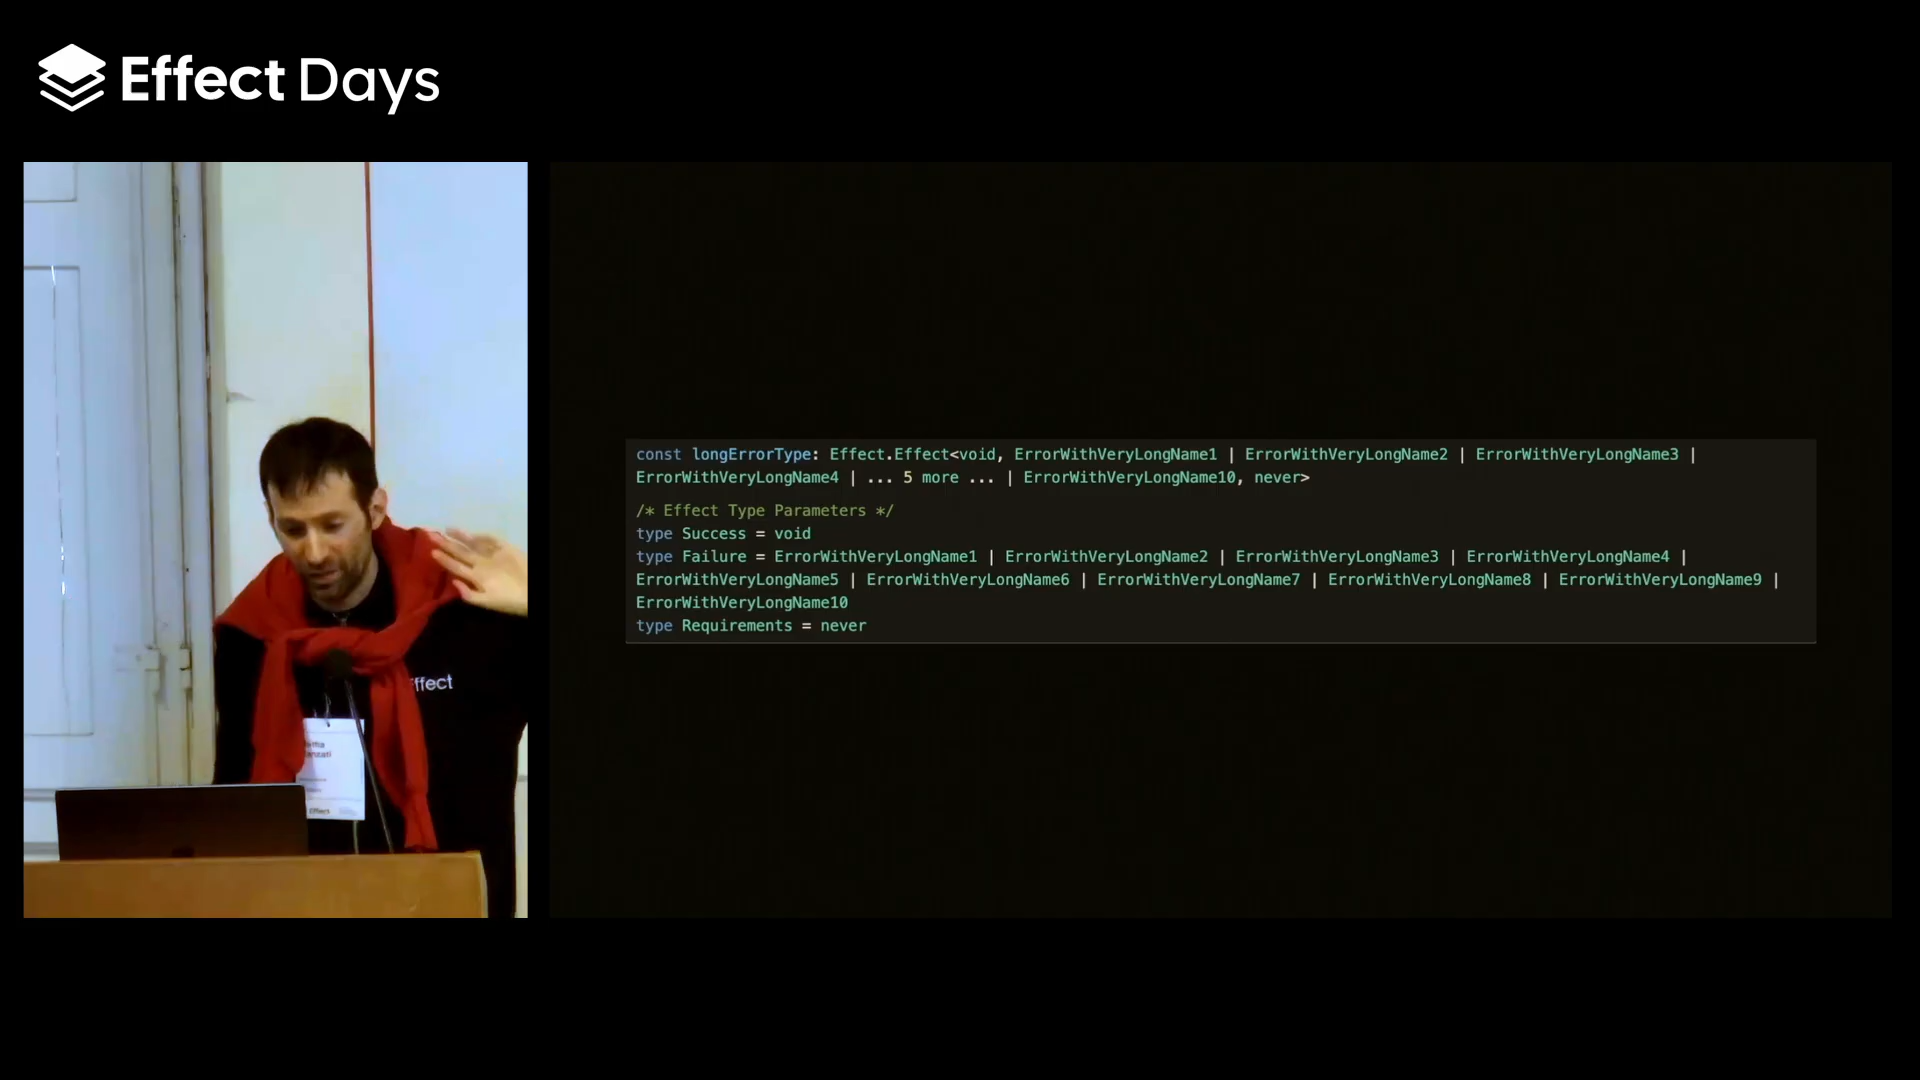 Effect Days
const longErrorType: Effect.Effect<void, ErrorWithVeryLongName1 | ErrorWithVeryLongName2 | ErrorWithVeryLongName3 |
ErrorWithVeryLongName4 | ... 5 more ... | ErrorWithVeryLongName10, never>
/* Effect Type Parameters */
type Success = void
type Failure = ErrorWithVeryLongName1 | ErrorWithVeryLongName2 | ErrorWithVeryLongName3 | ErrorWithVeryLongName4 |
ErrorWithVeryLongName5 | ErrorWithVeryLongName6 | ErrorWithVeryLongName7 | ErrorWithVeryLongName8 | ErrorWithVeryLongName9 |
ErrorWithVeryLongName10
type Requirements = never
ffect
Effect